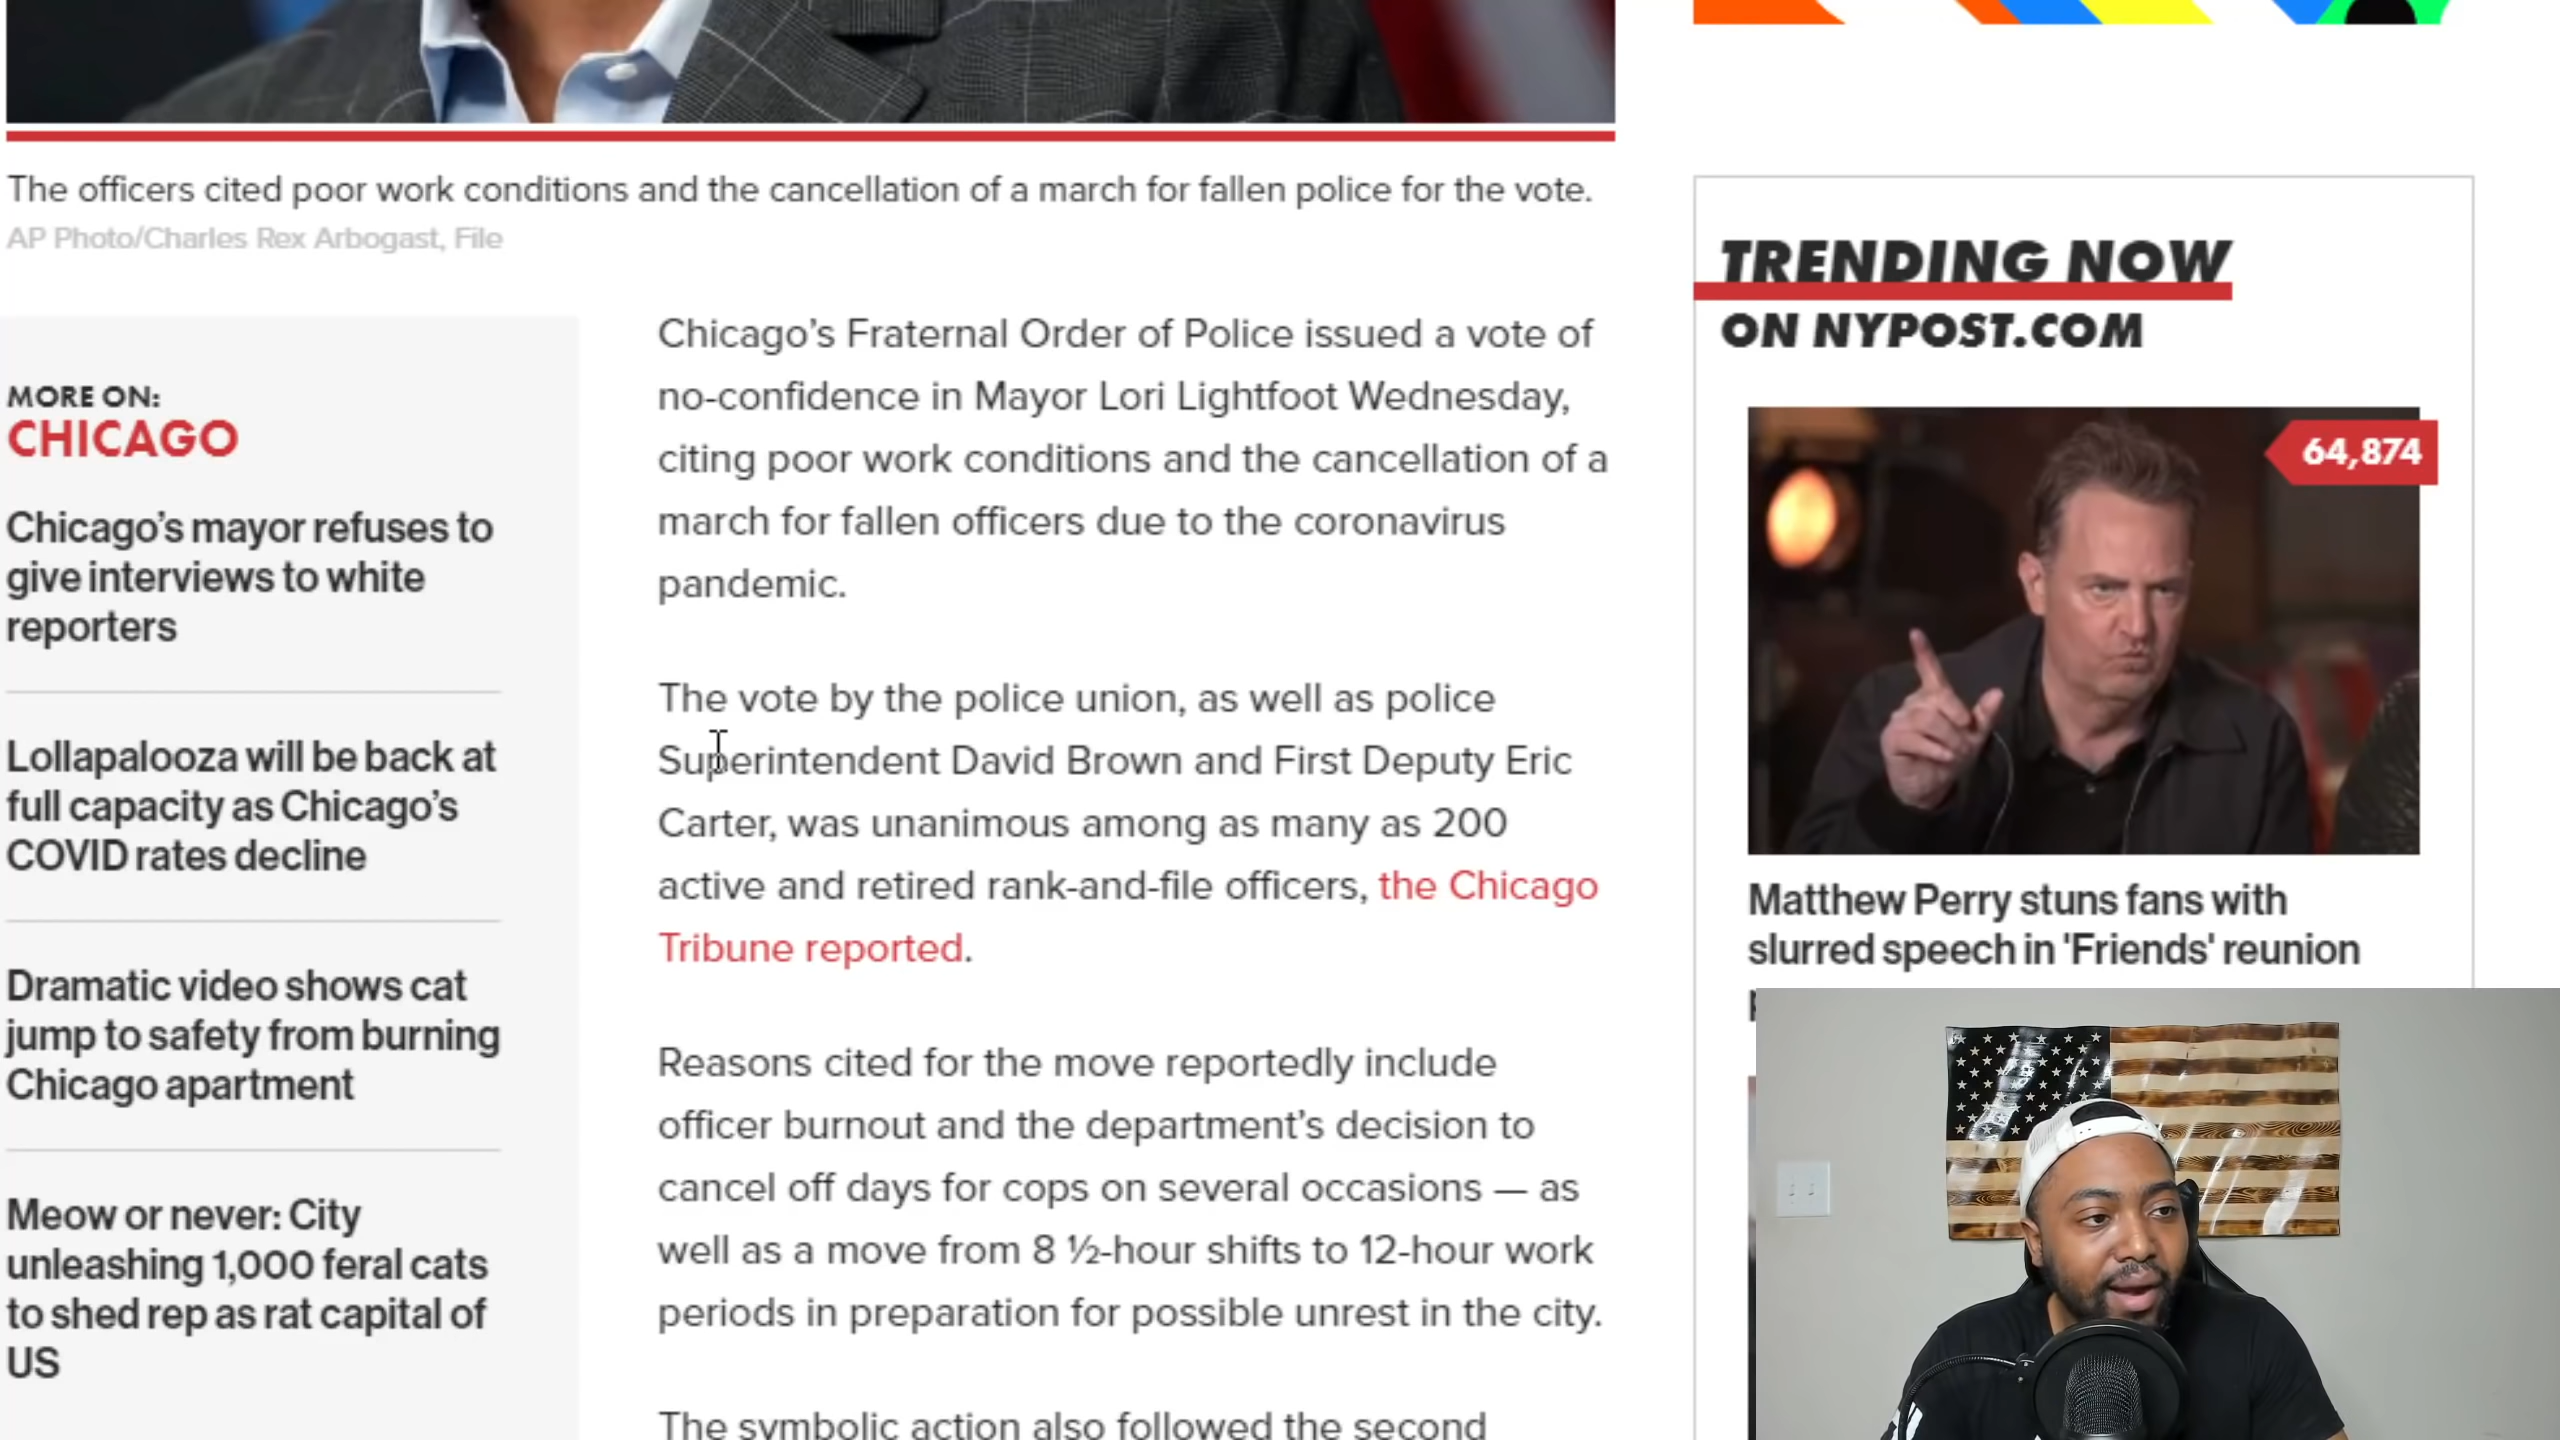 The officers cited poor work conditions and the cancellation of a march for fallen police for the vote.
AP Photo/Charles Rex Arbogast, File
MORE ON:
CHICAGO
Chicago’s mayor refuses to
give interviews to white
reporters
Lollapalooza will be back at
full capacity as Chicago’s
COVID rates decline
Dramatic video shows cat
jump to safety from burning
Chicago apartment
Meow or never: City
unleashing 1,000 feral cats
to shed rep as rat capital of
US
Chicago’s Fraternal Order of Police issued a vote of
no-confidence in Mayor Lori Lightfoot Wednesday,
citing poor work conditions and the cancellation of a
march for fallen officers due to the coronavirus
pandemic.
The vote by the police union, as well as police
Superintendent David Brown and First Deputy Eric
Carter, was unanimous among as many as 200
active and retired rank-and-file officers, the Chicago
Tribune reported.
Reasons cited for the move reportedly include
officer burnout and the department’s decision to
cancel off days for cops on several occasions — as
well as a move from 8 ½-hour shifts to 12-hour work
periods in preparation for possible unrest in the city.
The symbolic action also followed the second
TRENDING NOW
ON NYPOST.COM
64,874
Matthew Perry stuns fans with
slurred speech in 'Friends' reunion